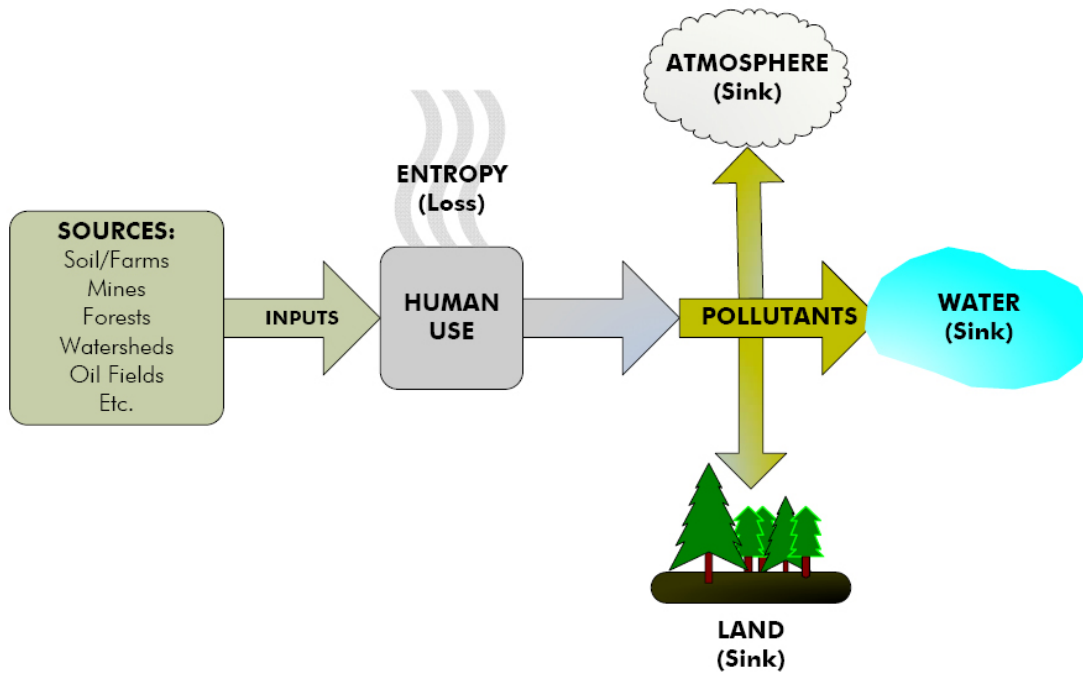 SOURCES:
Soil/Farms
Mines
Forests
Watersheds
Oil Fields
Etc.
INPUTS
ENTROPY
(Loss)
HUMAN
USE
POLLUTANTS
ATMOSPHERE
(Sink)
WATER
(Sink)
LAND
(Sink)